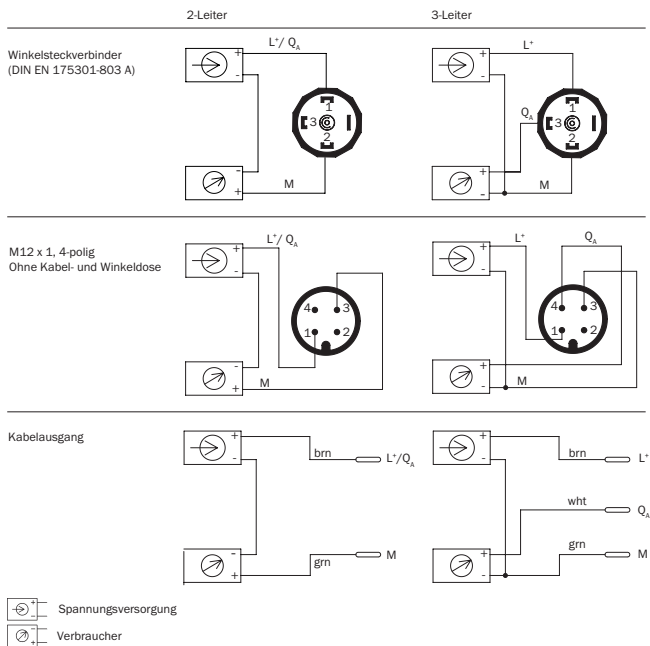 2-Leiter 3-Leiter
Winkelsteckverbinder
(DIN EN 175301-803 A)
+ L⁺/ Q_A
-
1
3
2
-
+ M
+ L⁺
-
Q_A
1
3
2
+
- M
M12 x 1, 4-polig
Ohne Kabel- und Winkeldose
+ L⁺/ Q_A
-
4 3
1 2
-
+ M
+ L⁺ Q_A
-
4 3
1 2
+
- M
Kabelausgang
+ brn L⁺/Q_A
-
-
+ grn M
+ brn L⁺
-
wht Q_A
+ grn M
-
+ - Spannungsversorgung
- + Verbraucher